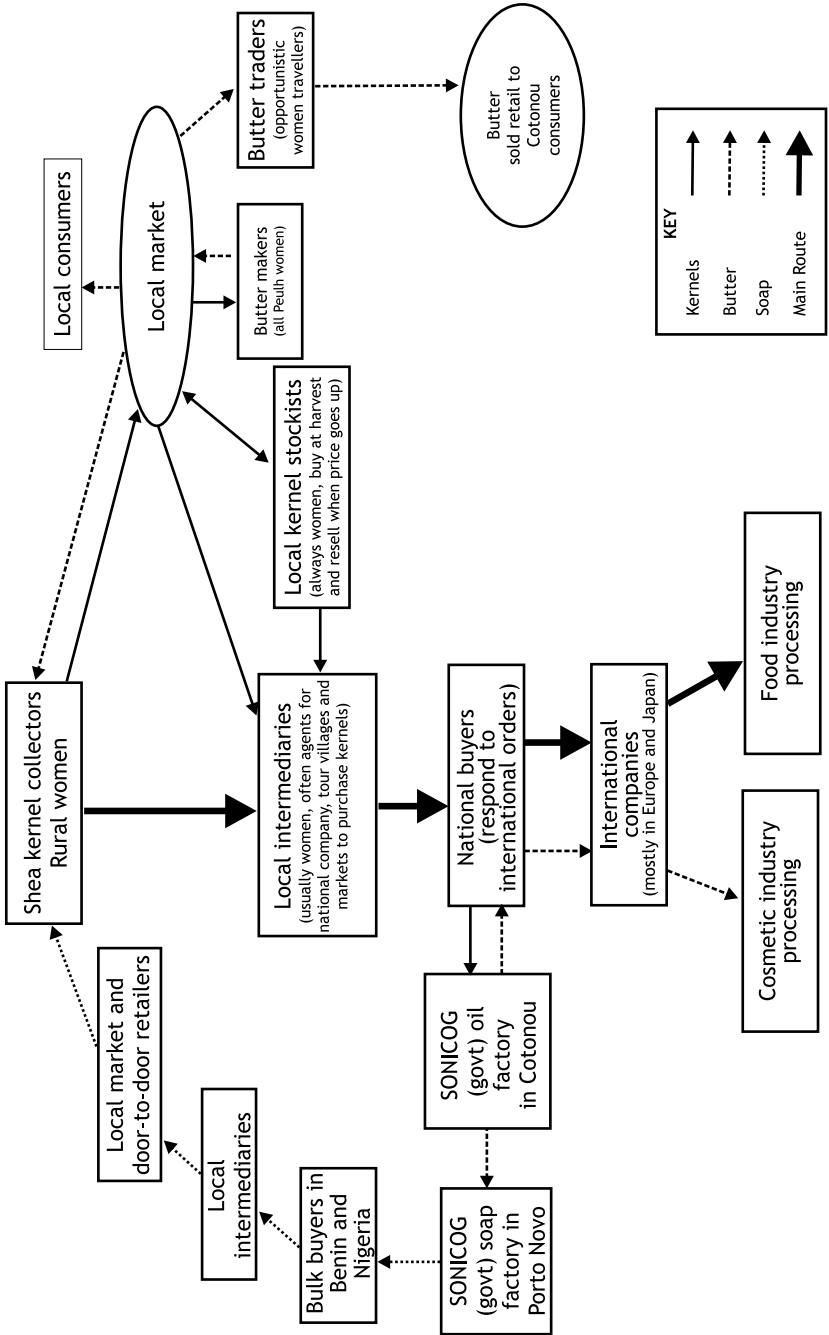 Shea kernel collectors
Rural women
Local market and
door-to-door retailers
Local
intermediaries
Bulk buyers in
Benin and
Nigeria
SONICOG
(govt) soap
factory in
Porto Novo
SONICOG
(govt) oil
factory
in Cotonou
Local intermediaries
(usually women, often agents for
national company, tour villages and
markets to purchase kernels)
National buyers
(respond to
international orders)
International
companies
(mostly in Europe and Japan)
Cosmetic industry
processing
Food industry
processing
Local kernel stockists
(always women, buy at harvest
and resell when price goes up)
Local consumers
Local market
Butter makers
(all Peulh women)
Butter traders
(opportunistic
women travellers)
Butter
sold retail to
Cotonou
consumers
KEY
Kernels
Butter
Soap
Main Route